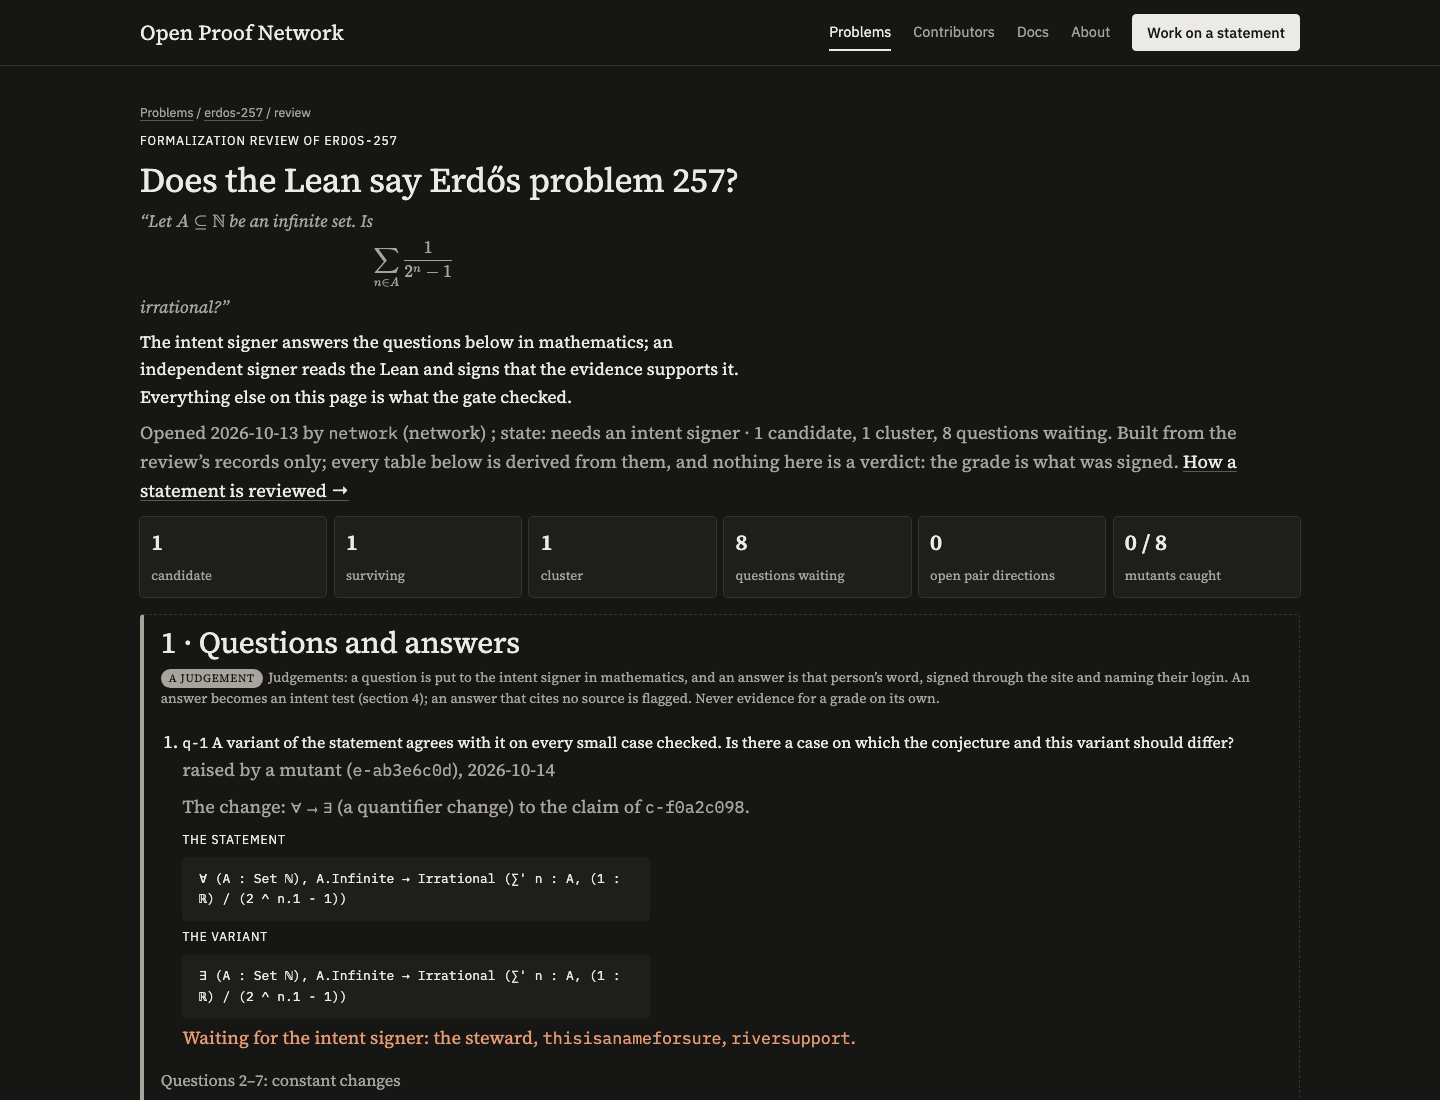 Open Proof Network
Problems
Contributors
Docs
About
Work on a statement
Problems / erdos-257 / review
FORMALIZATION REVIEW OF ERDOS-257
Does the Lean say Erdős problem 257?
“Let A ⊆ ℕ be an infinite set. Is
∑ n∈A 1 / (2ⁿ − 1)
irrational?”
The intent signer answers the questions below in mathematics; an
independent signer reads the Lean and signs that the evidence supports it.
Everything else on this page is what the gate checked.
Opened 2026-10-13 by network (network) ; state: needs an intent signer · 1 candidate, 1 cluster, 8 questions waiting. Built from the
review’s records only; every table below is derived from them, and nothing here is a verdict: the grade is what was signed. How a
statement is reviewed →
1
candidate
1
surviving
1
cluster
8
questions waiting
0
open pair directions
0 / 8
mutants caught
1 · Questions and answers
A JUDGEMENT Judgements: a question is put to the intent signer in mathematics, and an answer is that person’s word, signed through the site and naming their login. An
answer becomes an intent test (section 4); an answer that cites no source is flagged. Never evidence for a grade on its own.
1. q-1 A variant of the statement agrees with it on every small case checked. Is there a case on which the conjecture and this variant should differ?
raised by a mutant (e-ab3e6c0d), 2026-10-14
The change: ∀ → ∃ (a quantifier change) to the claim of c-f0a2c098.
THE STATEMENT
∀ (A : Set ℕ), A.Infinite → Irrational (∑' n : A, (1 :
ℝ) / (2 ^ n.1 - 1))
THE VARIANT
∃ (A : Set ℕ), A.Infinite → Irrational (∑' n : A, (1 :
ℝ) / (2 ^ n.1 - 1))
Waiting for the intent signer: the steward, thisisanameforsure, riversupport.
Questions 2–7: constant changes